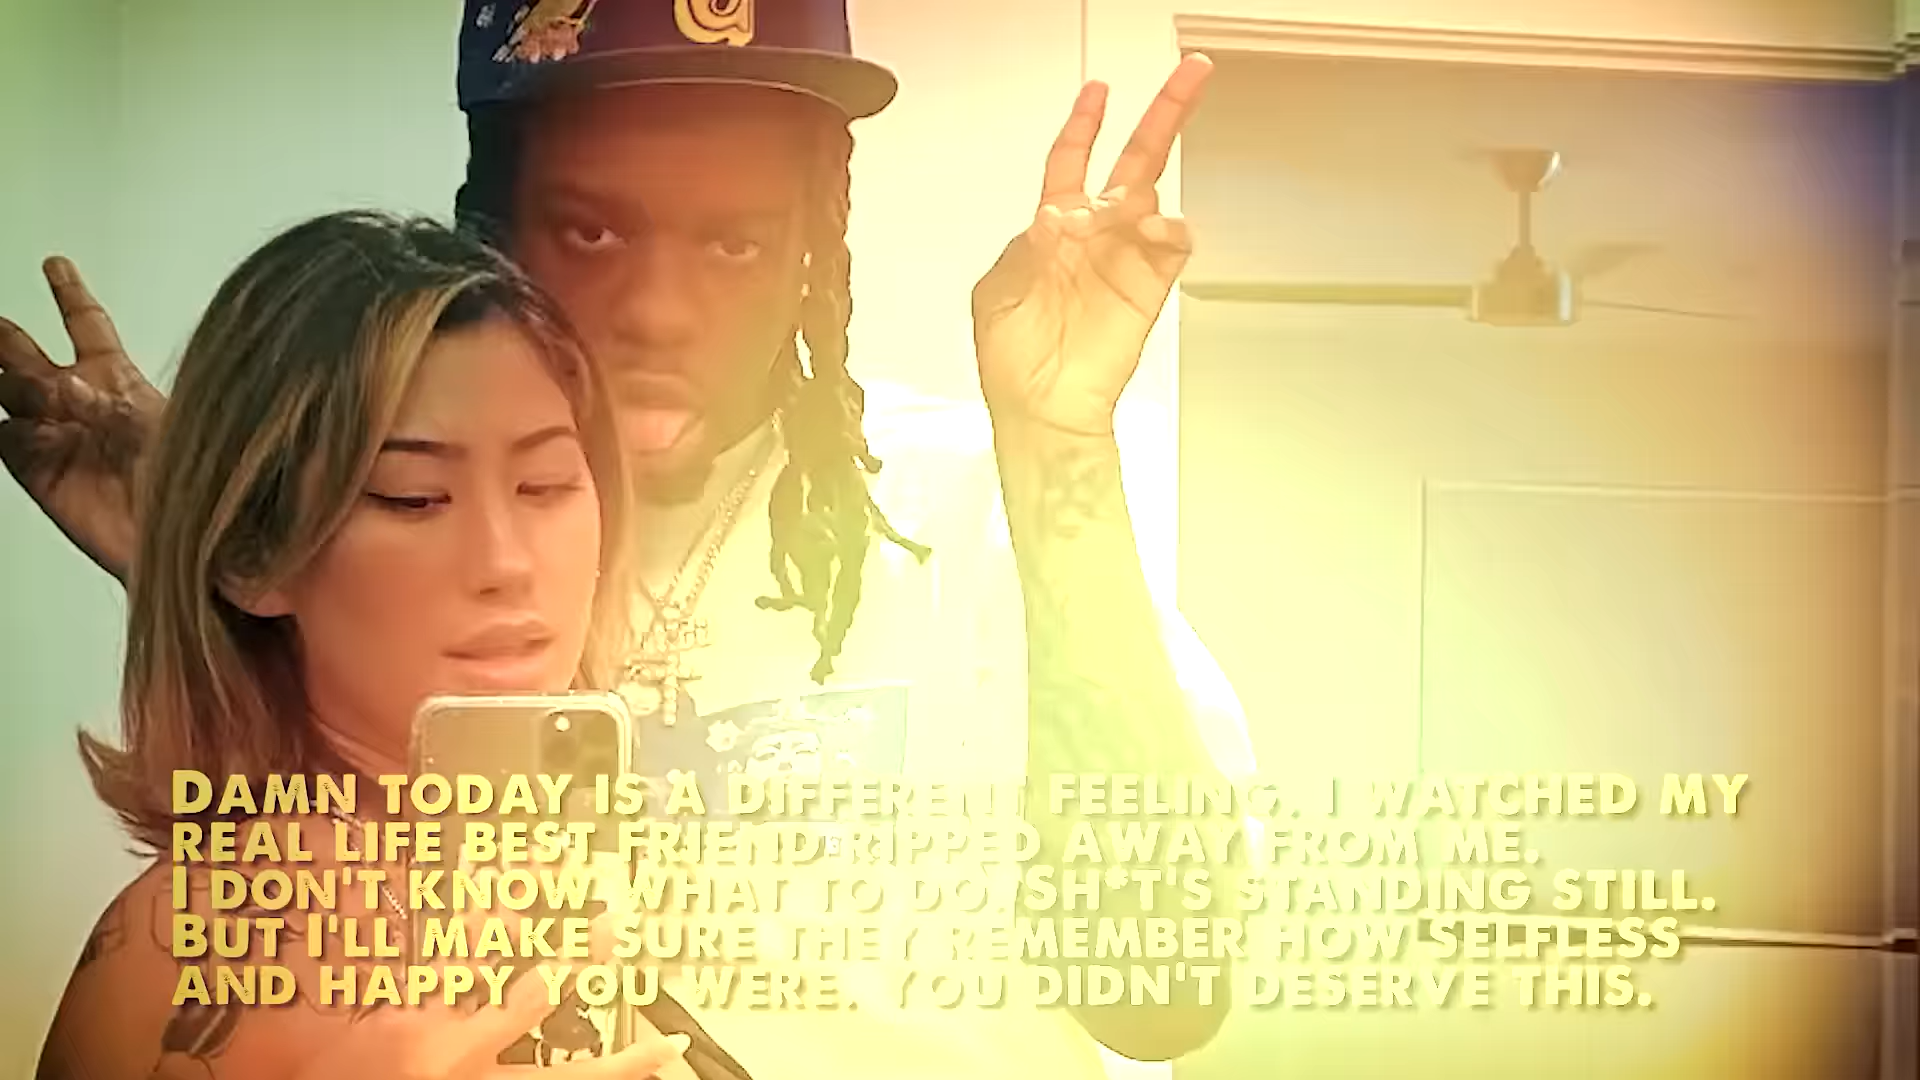 DAMN TODAY IS A DIFFERENT FEELING. I WATCHED MY
REAL LIFE BEST FRIEND RIPPED AWAY FROM ME.
I DON'T KNOW WHAT TO DO. SH*T'S STANDING STILL.
BUT I'LL MAKE SURE THEY REMEMBER HOW SELFLESS
AND HAPPY YOU WERE. YOU DIDN'T DESERVE THIS.